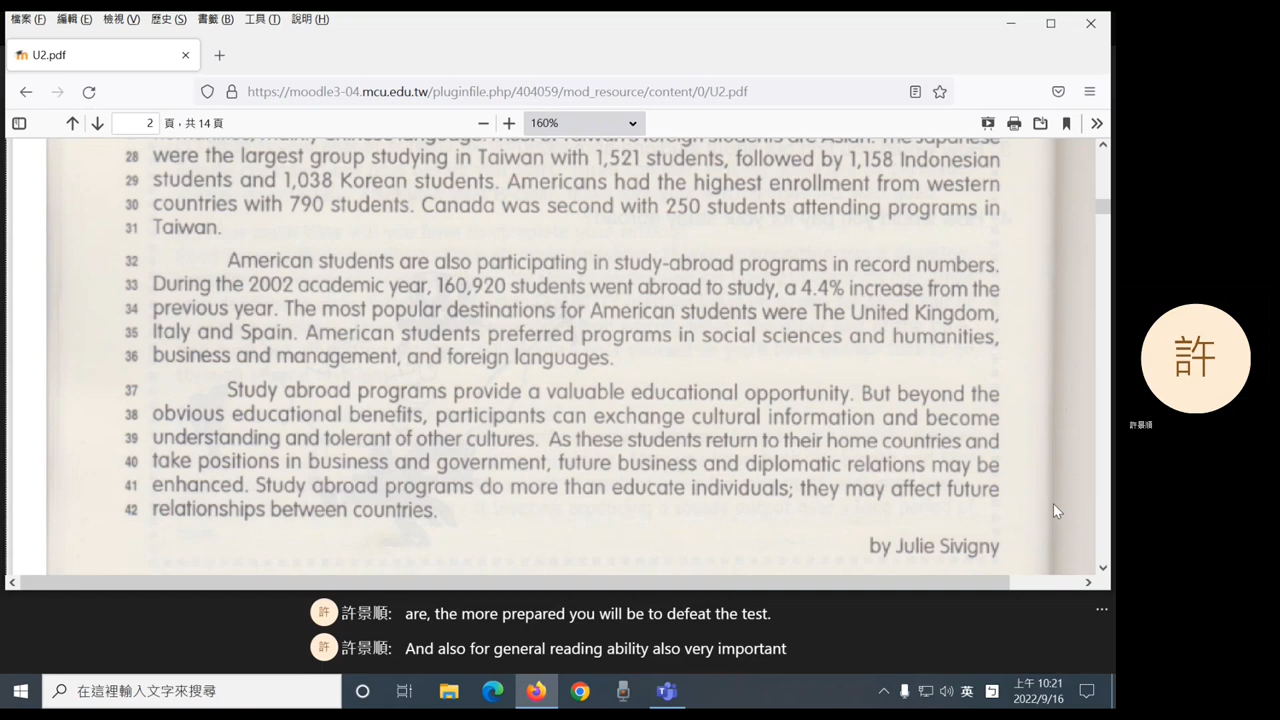 檔案 (F) 編輯 (E) 檢視 (V) 歷史 (S) 書籤 (B) 工具 (T) 說明 (H)
U2.pdf
https://moodle3-04.mcu.edu.tw/pluginfile.php/404059/mod_resource/content/0/U2.pdf
2 頁，共 14 頁
160%
28 were the largest group studying in Taiwan with 1,521 students, followed by 1,158 Indonesian
29 students and 1,038 Korean students. Americans had the highest enrollment from western
30 countries with 790 students. Canada was second with 250 students attending programs in
31 Taiwan.
32 American students are also participating in study-abroad programs in record numbers.
33 During the 2002 academic year, 160,920 students went abroad to study, a 4.4% increase from the
34 previous year. The most popular destinations for American students were The United Kingdom,
35 Italy and Spain. American students preferred programs in social sciences and humanities,
36 business and management, and foreign languages.
37 Study abroad programs provide a valuable educational opportunity. But beyond the
38 obvious educational benefits, participants can exchange cultural information and become
39 understanding and tolerant of other cultures. As these students return to their home countries and
40 take positions in business and government, future business and diplomatic relations may be
41 enhanced. Study abroad programs do more than educate individuals; they may affect future
42 relationships between countries.
by Julie Sivigny
許
許景順
許 許景順: are, the more prepared you will be to defeat the test.
許 許景順: And also for general reading ability also very important
在這裡輸入文字來搜尋
英
上午 10:21
2022/9/16